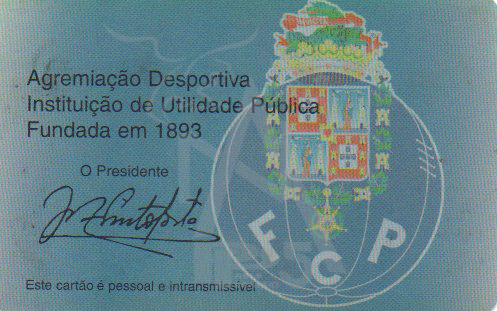 Agremiação Desportiva
Instituição de Utilidade Pública
Fundada em 1893
O Presidente
F C P
Este cartão é pessoal e intransmissível